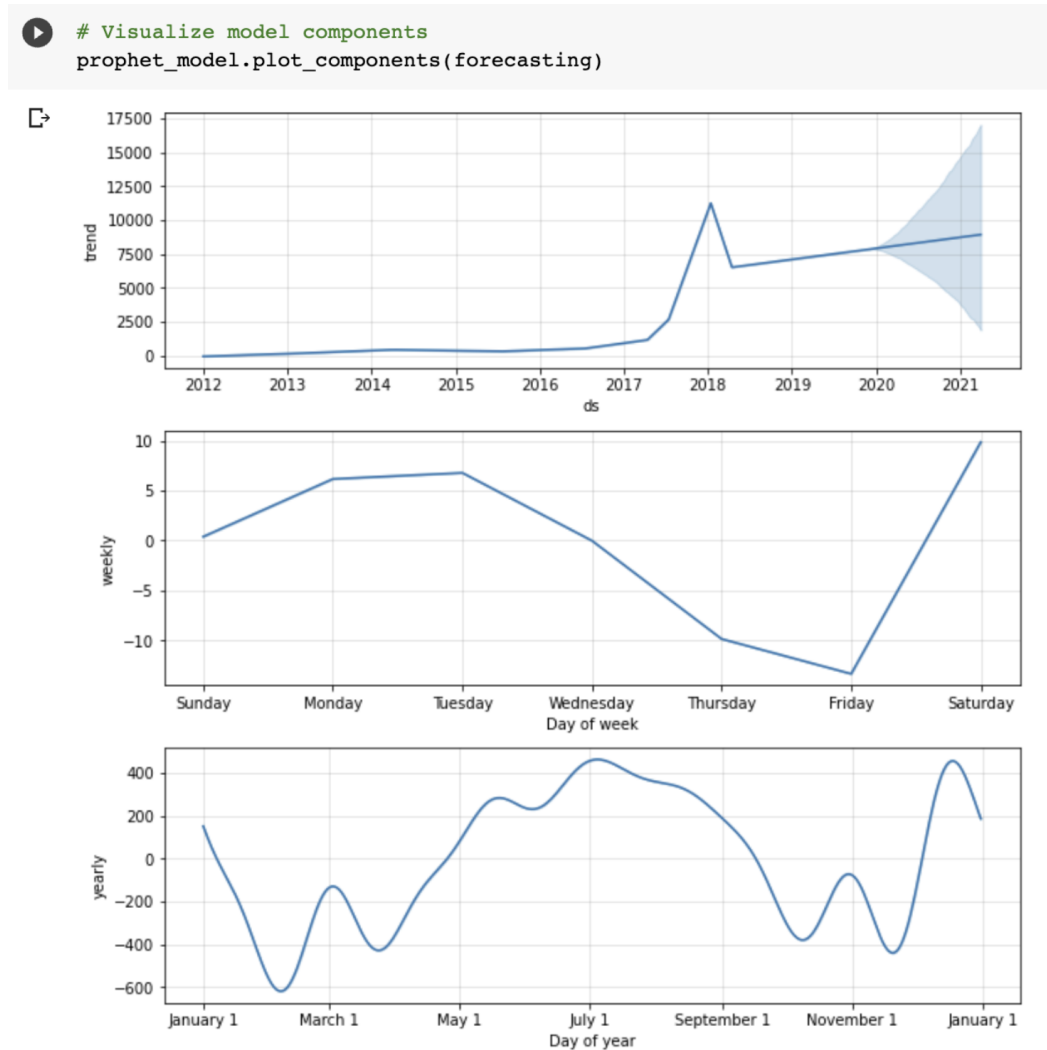 # Visualize model components
prophet_model.plot_components(forecasting)
17500
15000
12500
10000
7500
5000
2500
0
trend
2012 2013 2014 2015 2016 2017 2018 2019 2020 2021
ds
10
5
0
−5
−10
weekly
Sunday Monday Tuesday Wednesday Thursday Friday Saturday
Day of week
400
200
0
−200
−400
−600
yearly
January 1 March 1 May 1 July 1 September 1 November 1 January 1
Day of year